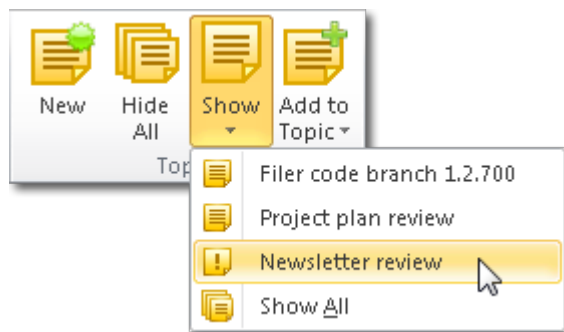 New Hide All Show Add to Topic
Top
Filer code branch 1.2.700
Project plan review
Newsletter review
Show All